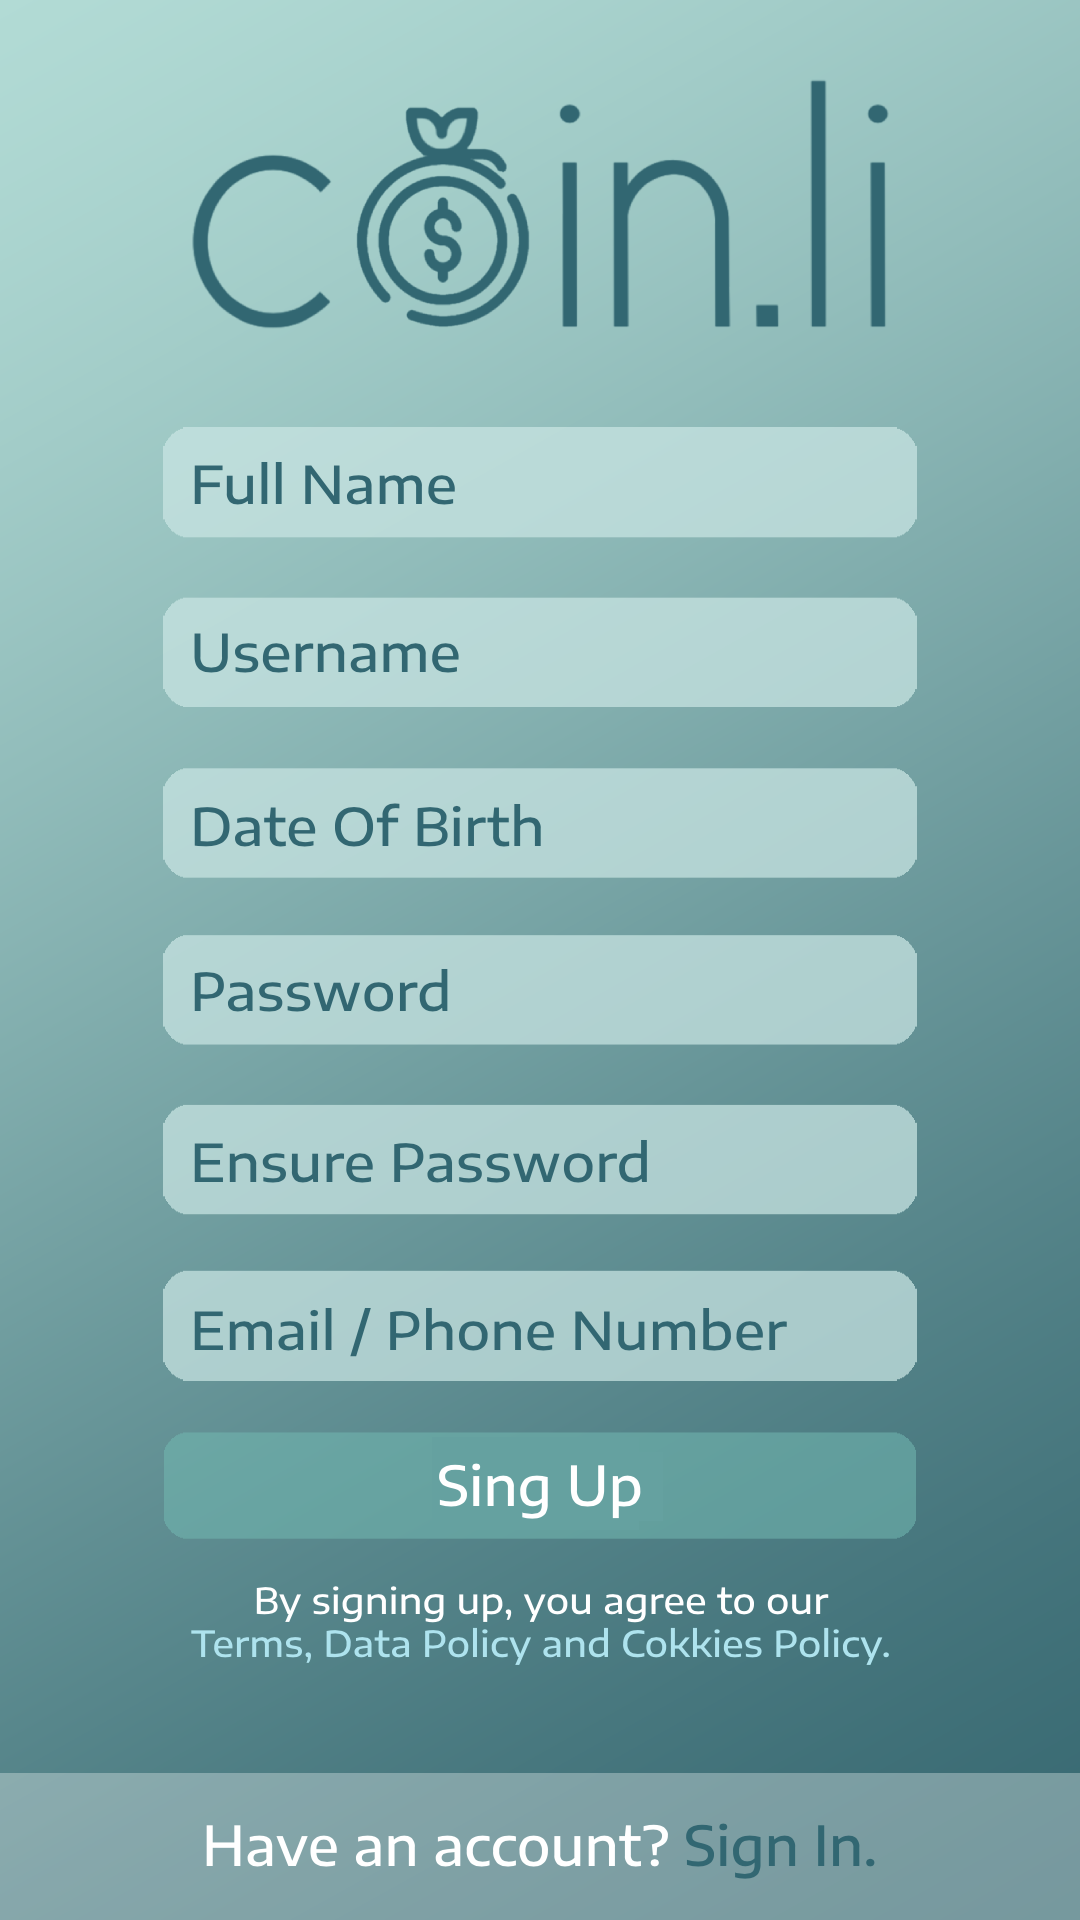 coin.li
Full Name
Username
Date Of Birth
Password
Ensure Password
Email / Phone Number
Sing Up
By signing up, you agree to our
Terms, Data Policy and Cokkies Policy.
Have an account? Sign In.